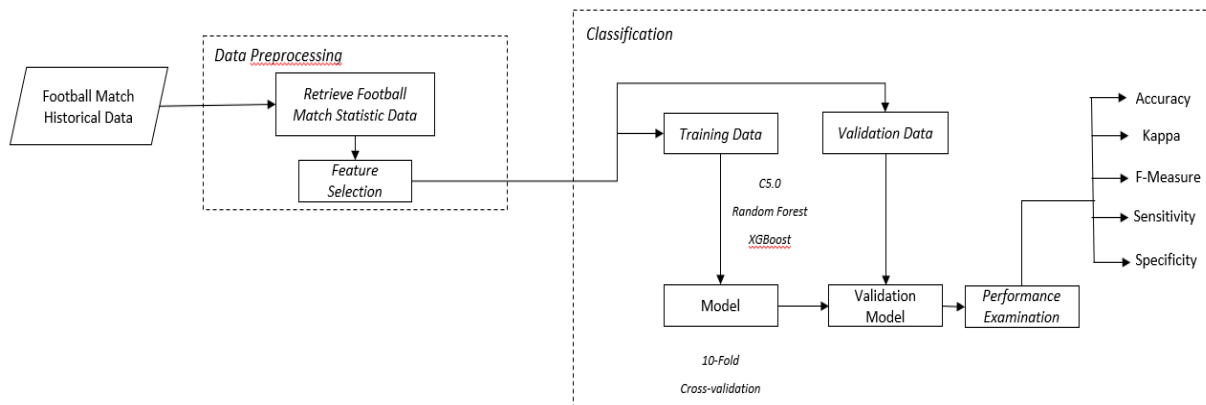 Classification
Data Preprocessing
Football Match
Historical Data
Retrieve Football
Match Statistic Data
Feature
Selection
Training Data
Validation Data
C5.0
Random Forest
XGBoost
Model
Validation
Model
Performance
Examination
10-Fold
Cross-validation
Accuracy
Kappa
F-Measure
Sensitivity
Specificity